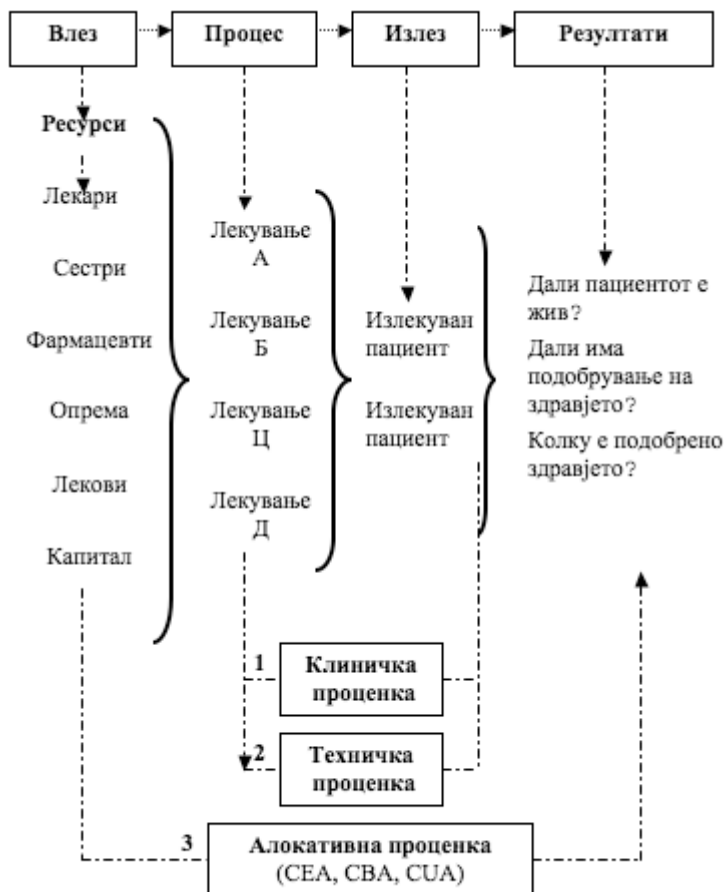 Влез
Процес
Излез
Резултати
Ресурси
Лекари
Сестри
Фармацевти
Опрема
Лекови
Капитал
Лекување
А
Лекување
Б
Лекување
Ц
Лекување
Д
Излекуван
пациент
Излекуван
пациент
Дали пациентот е
жив?
Дали има
подобрување на
здравјето?
Колку е подобрено
здравјето?
1
Клиничка
проценка
2
Техничка
проценка
3
Алокативна проценка
(CEA, CBA, CUA)